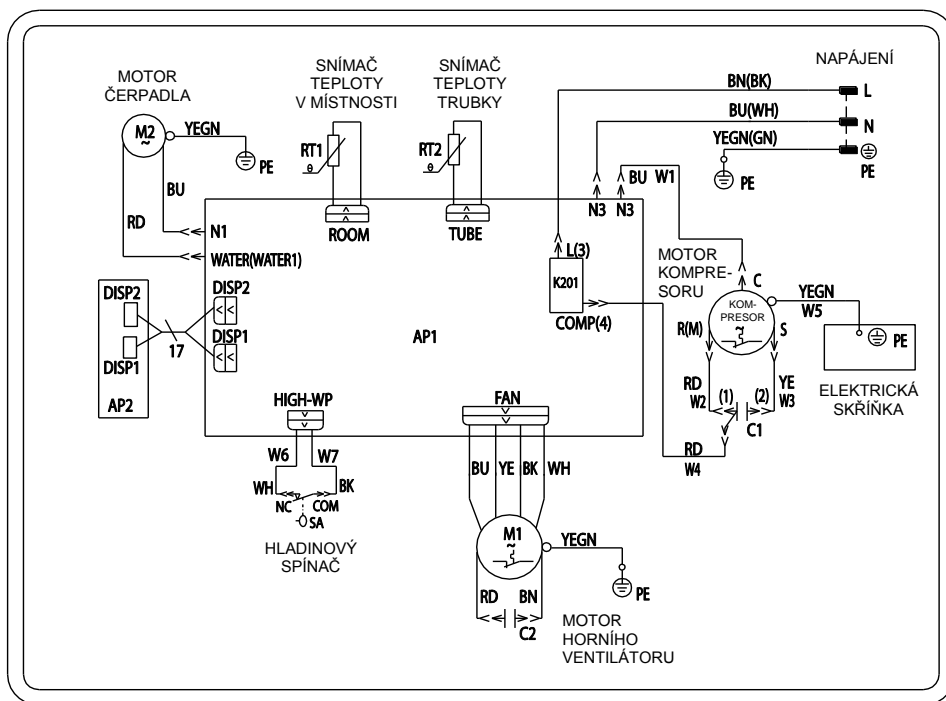 MOTOR
ČERPADLA
SNÍMAČ
TEPLOTY
V MÍSTNOSTI
SNÍMAČ
TEPLOTY
TRUBKY
NAPÁJENÍ
BN(BK)
L
BU(WH)
N
YEGN(GN)
PE
PE
M2
~
YEGN
PE
RT1
θ
RT2
θ
BU
W1
RD
BU
N1
WATER(WATER1)
ROOM
TUBE
N3
N3
L(3)
K201
COMP(4)
MOTOR
KOMPRE-
SORU
C
KOM-
PRESOR
~
R(M)
S
YEGN
W5
PE
ELEKTRICKÁ
SKŘÍŇKA
DISP2
DISP1
AP2
17
DISP2
DISP1
AP1
RD
W2
(1)
(2)
YE
W3
C1
RD
W4
HIGH-WP
FAN
W6
W7
WH
BK
NC
COM
SA
HLADINOVÝ
SPÍNAČ
BU
YE
BK
WH
M1
~
YEGN
PE
RD
BN
C2
MOTOR
HORNÍHO
VENTILÁTORU